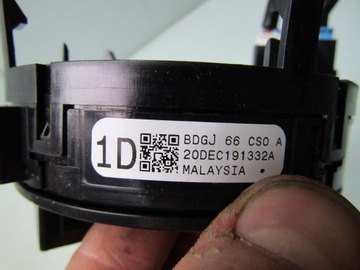 1D
BDGJ 66 CS0 A
20DEC191332A
MALAYSIA